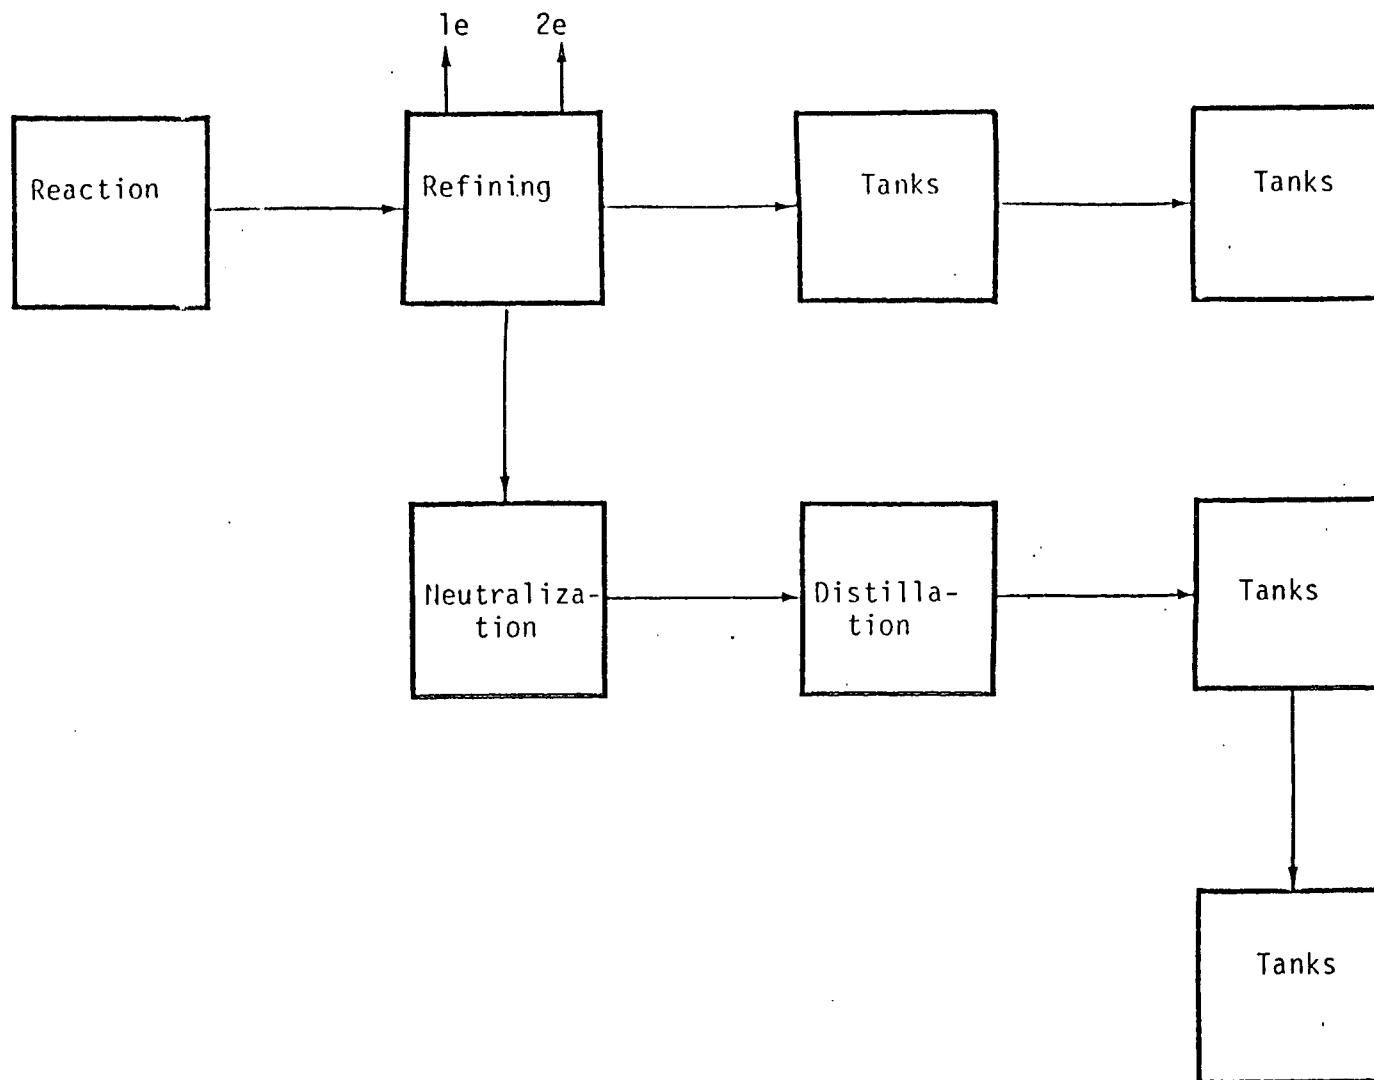 1e 2e
Reaction
Refining
Tanks
Tanks
Neutraliza-
tion
Distilla-
tion
Tanks
Tanks